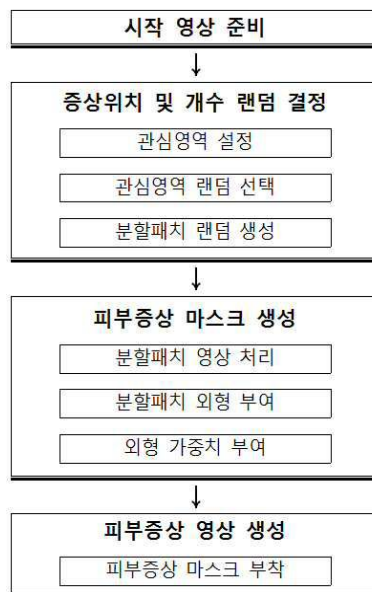 시작 영상 준비
↓
증상위치 및 개수 랜덤 결정
관심영역 설정
관심영역 랜덤 선택
분할패치 랜덤 생성
↓
피부증상 마스크 생성
분할패치 영상 처리
분할패치 외형 부여
외형 가중치 부여
↓
피부증상 영상 생성
피부증상 마스크 부착